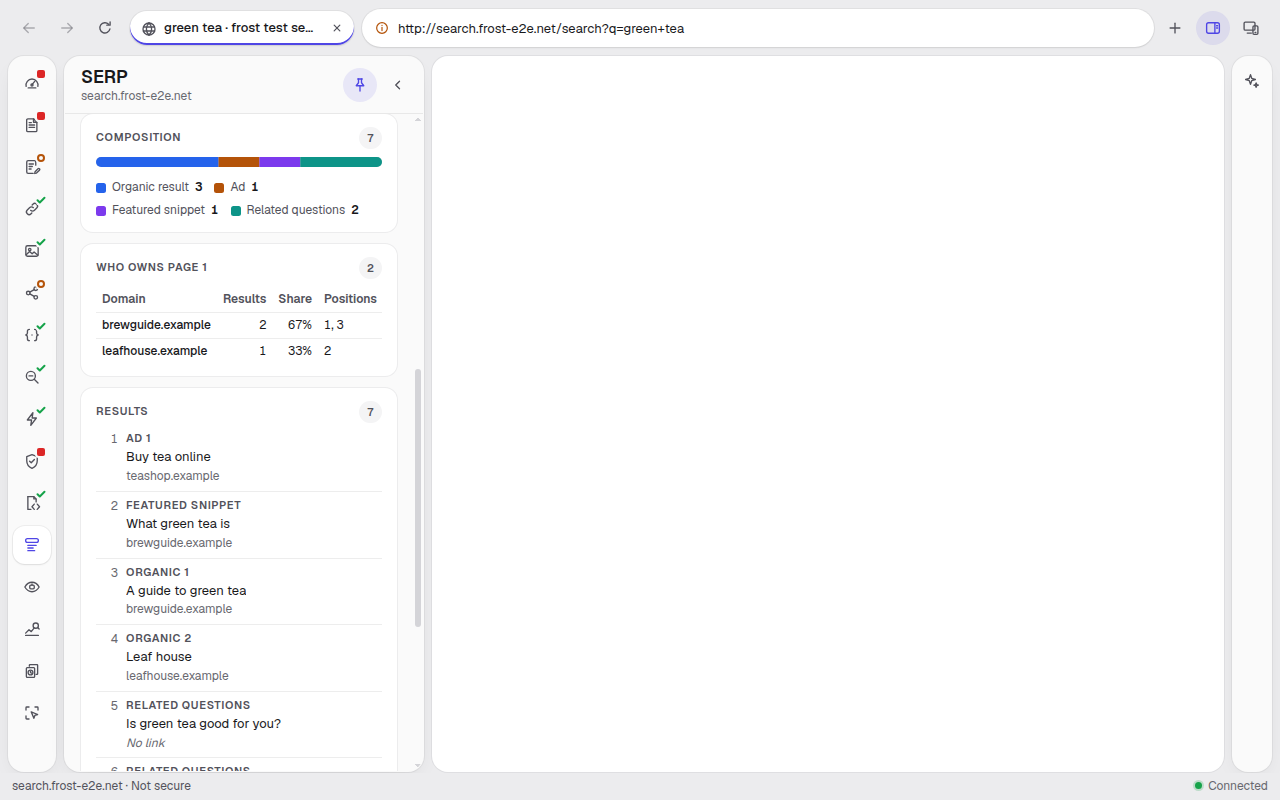 green tea · frost test se...
http://search.frost-e2e.net/search?q=green+tea
SERP
search.frost-e2e.net
COMPOSITION 7
Organic result 3 Ad 1
Featured snippet 1 Related questions 2
WHO OWNS PAGE 1 2
Domain Results Share Positions
brewguide.example 2 67% 1, 3
leafhouse.example 1 33% 2
RESULTS 7
1 AD 1
Buy tea online
teashop.example
2 FEATURED SNIPPET
What green tea is
brewguide.example
3 ORGANIC 1
A guide to green tea
brewguide.example
4 ORGANIC 2
Leaf house
leafhouse.example
5 RELATED QUESTIONS
Is green tea good for you?
No link
6 RELATED QUESTIONS
search.frost-e2e.net · Not secure
Connected